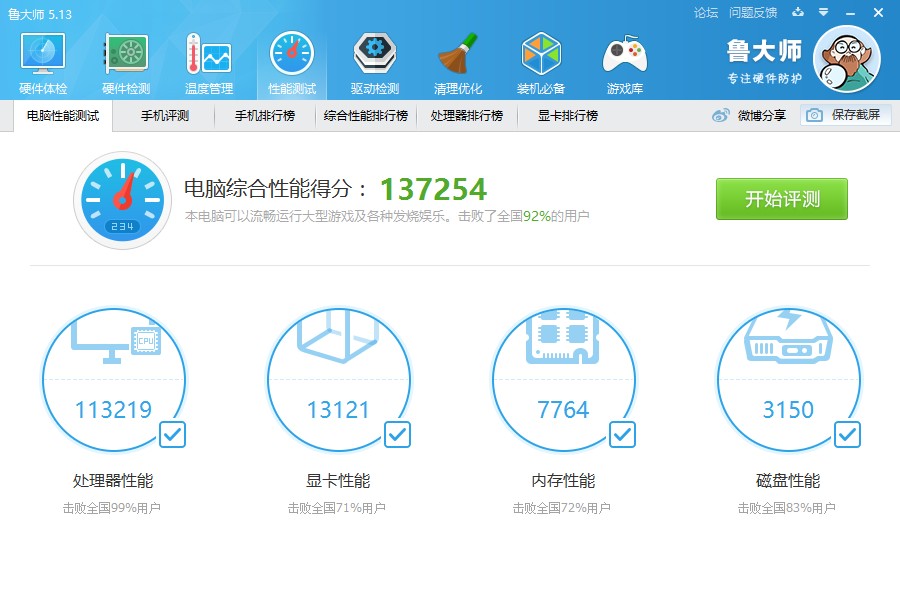 鲁大师 5.13
论坛 问题反馈
硬件体检 硬件检测 温度管理 性能测试 驱动检测 清理优化 装机必备 游戏库
鲁大师
专注硬件防护
电脑性能测试 手机评测 手机排行榜 综合性能排行榜 处理器排行榜 显卡排行榜 微博分享 保存截屏
234
电脑综合性能得分： 137254
本电脑可以流畅运行大型游戏及各种发烧娱乐。击败了全国92%的用户
开始评测
CPU
113219 13121 7764 3150
处理器性能 显卡性能 内存性能 磁盘性能
击败全国99%用户 击败全国71%用户 击败全国72%用户 击败全国83%用户